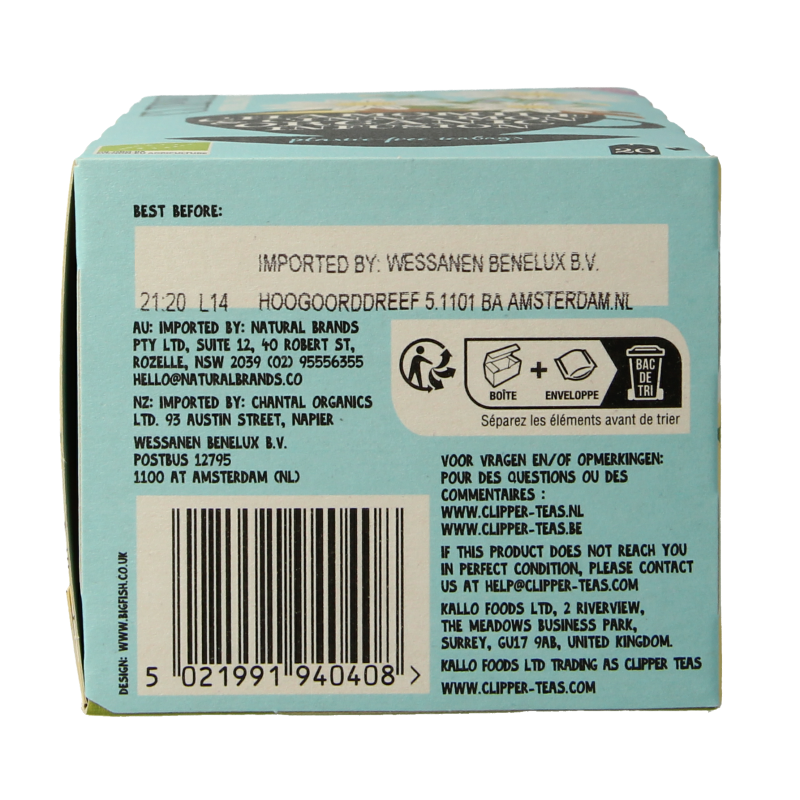 plastic free teabags
20
BEST BEFORE:
IMPORTED BY: WESSANEN BENELUX B.V.
21:20 L14 HOOGOORDDREEF 5.1101 BA AMSTERDAM.NL
AU: IMPORTED BY: NATURAL BRANDS
PTY LTD, SUITE 12, 40 ROBERT ST,
ROZELLE, NSW 2039 (02) 95556355
HELLO@NATURALBRANDS.CO
NZ: IMPORTED BY: CHANTAL ORGANICS
LTD. 93 AUSTIN STREET, NAPIER
WESSANEN BENELUX B.V.
POSTBUS 12795
1100 AT AMSTERDAM (NL)
BOÎTE + ENVELOPPE
BAC
DE
TRI
Séparez les éléments avant de trier
VOOR VRAGEN EN/OF OPMERKINGEN:
POUR DES QUESTIONS OU DES
COMMENTAIRES :
WWW.CLIPPER-TEAS.NL
WWW.CLIPPER-TEAS.BE
IF THIS PRODUCT DOES NOT REACH YOU
IN PERFECT CONDITION, PLEASE CONTACT
US AT HELP@CLIPPER-TEAS.COM
KALLO FOODS LTD, 2 RIVERVIEW,
THE MEADOWS BUSINESS PARK,
SURREY, GU17 9AB, UNITED KINGDOM.
KALLO FOODS LTD TRADING AS CLIPPER TEAS
WWW.CLIPPER-TEAS.COM
DESIGN: WWW.BIGFISH.CO.UK
5 021991 940408 >